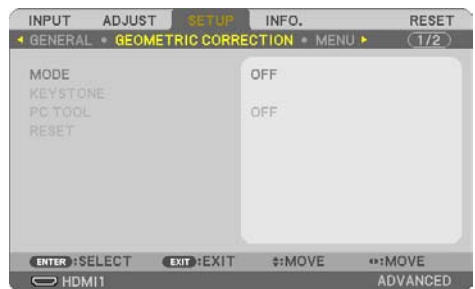 INPUT ADJUST SETUP INFO. RESET
GENERAL • GEOMETRIC CORRECTION • MENU 1/2
MODE OFF
KEYSTONE
PC TOOL OFF
RESET
ENTER :SELECT EXIT :EXIT :MOVE :MOVE
HDMI1 ADVANCED